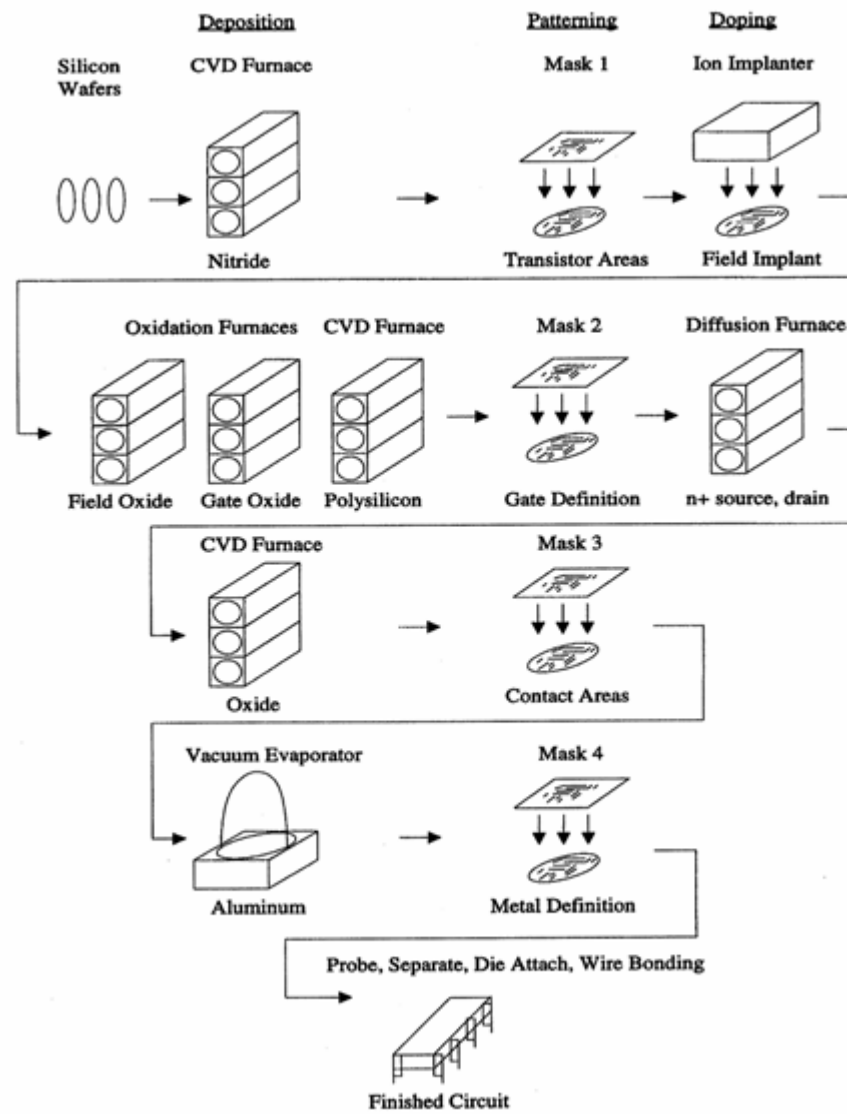 Deposition
Patterning
Doping
Silicon
Wafers
CVD Furnace
Mask 1
Ion Implanter
Nitride
Transistor Areas
Field Implant
Oxidation Furnaces
CVD Furnace
Mask 2
Diffusion Furnace
Field Oxide
Gate Oxide
Polysilicon
Gate Definition
n+ source, drain
CVD Furnace
Mask 3
Oxide
Contact Areas
Vacuum Evaporator
Mask 4
Aluminum
Metal Definition
Probe, Separate, Die Attach, Wire Bonding
Finished Circuit